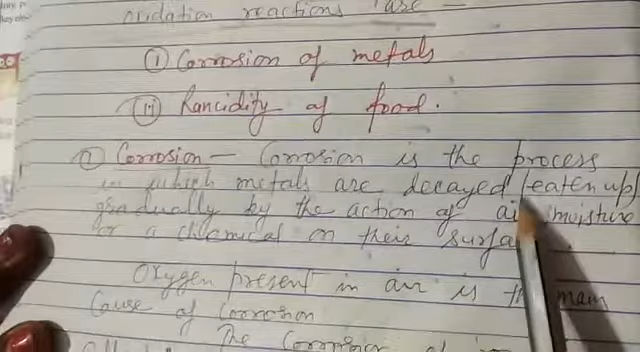 oxidation reactions are —
(i) Corrosion of metals
(ii) Rancidity of food.
(i) Corrosion — Corrosion is the process
in which metals are decayed (eaten up)
gradually by the action of air moisture
or a chemical on their surfa
Oxygen present in air is the main
Cause of Corrosion
The